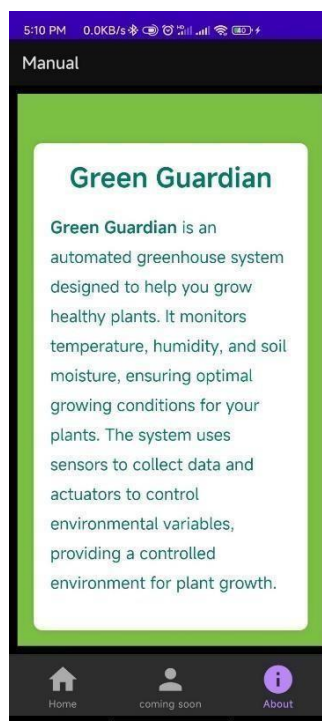 5:10 PM 0.0KB/s
Manual
Green Guardian
Green Guardian is an
automated greenhouse system
designed to help you grow
healthy plants. It monitors
temperature, humidity, and soil
moisture, ensuring optimal
growing conditions for your
plants. The system uses
sensors to collect data and
actuators to control
environmental variables,
providing a controlled
environment for plant growth.
Home coming soon About